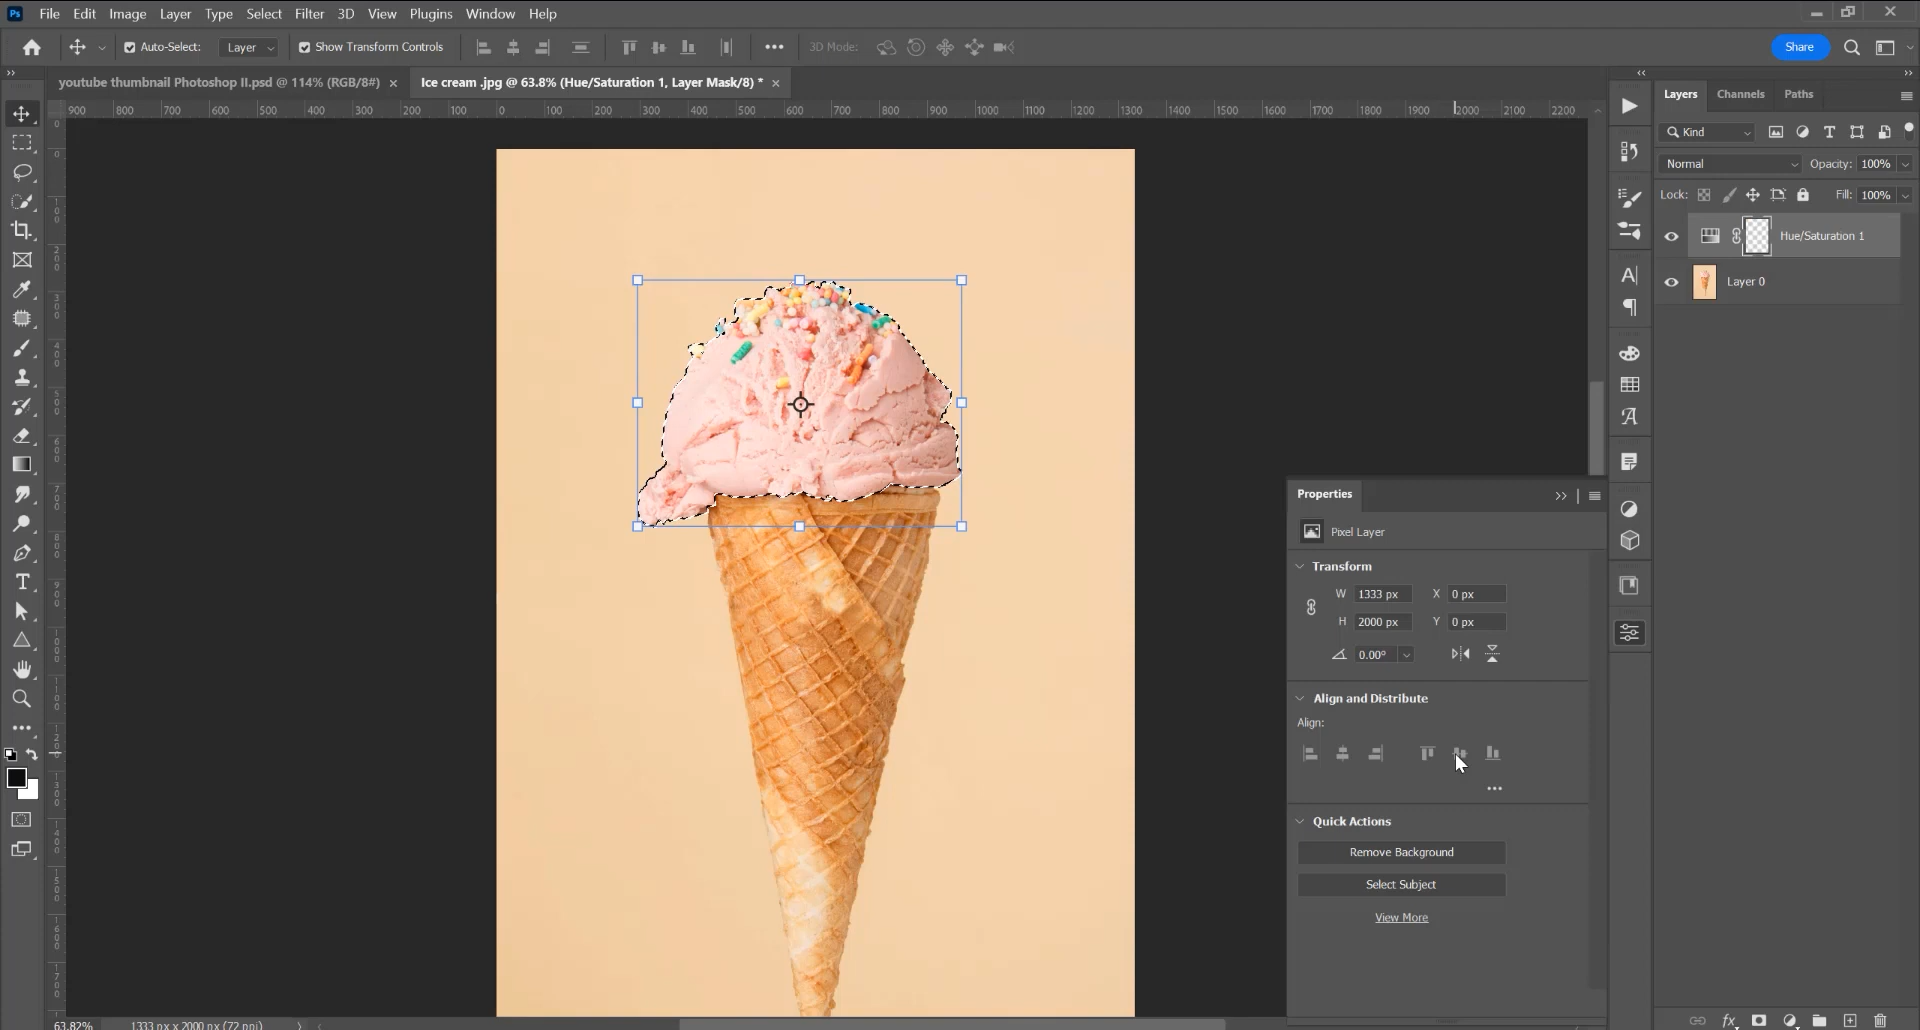 Ps File Edit Image Layer Type Select Filter 3D View Plugins Window Help
Auto-Select: Layer Show Transform Controls 3D Mode: Share
youtube thumbnail Photoshop II.psd @ 114% (RGB/8#) × Ice cream .jpg @ 63.8% (Hue/Saturation 1, Layer Mask/8) * ×
900 800 700 600 500 400 300 200 100 0 100 200 300 400 500 600 700 800 900 1000 1100 1200 1300 1400 1500 1600 1700 1800 1900 2000 2100 2200
Layers Channels Paths
Kind
Normal Opacity: 100%
Lock: Fill: 100%
Hue/Saturation 1
Layer 0
Properties
Pixel Layer
Transform
W 1333 px X 0 px
H 2000 px Y 0 px
0.00°
Align and Distribute
Align:
Quick Actions
Remove Background
Select Subject
View More
63.82% 1333 px x 2000 px (72 ppi)